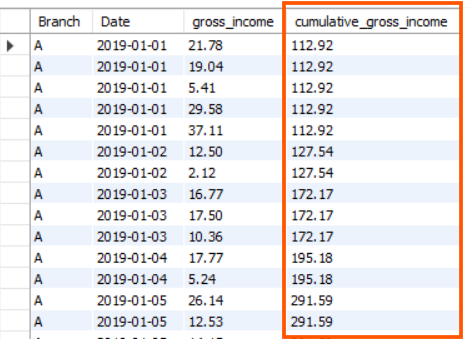 Branch Date gross_income cumulative_gross_income
A 2019-01-01 21.78 112.92
A 2019-01-01 19.04 112.92
A 2019-01-01 5.41 112.92
A 2019-01-01 29.58 112.92
A 2019-01-01 37.11 112.92
A 2019-01-02 12.50 127.54
A 2019-01-02 2.12 127.54
A 2019-01-03 16.77 172.17
A 2019-01-03 17.50 172.17
A 2019-01-03 10.36 172.17
A 2019-01-04 17.77 195.18
A 2019-01-04 5.24 195.18
A 2019-01-05 26.14 291.59
A 2019-01-05 12.53 291.59